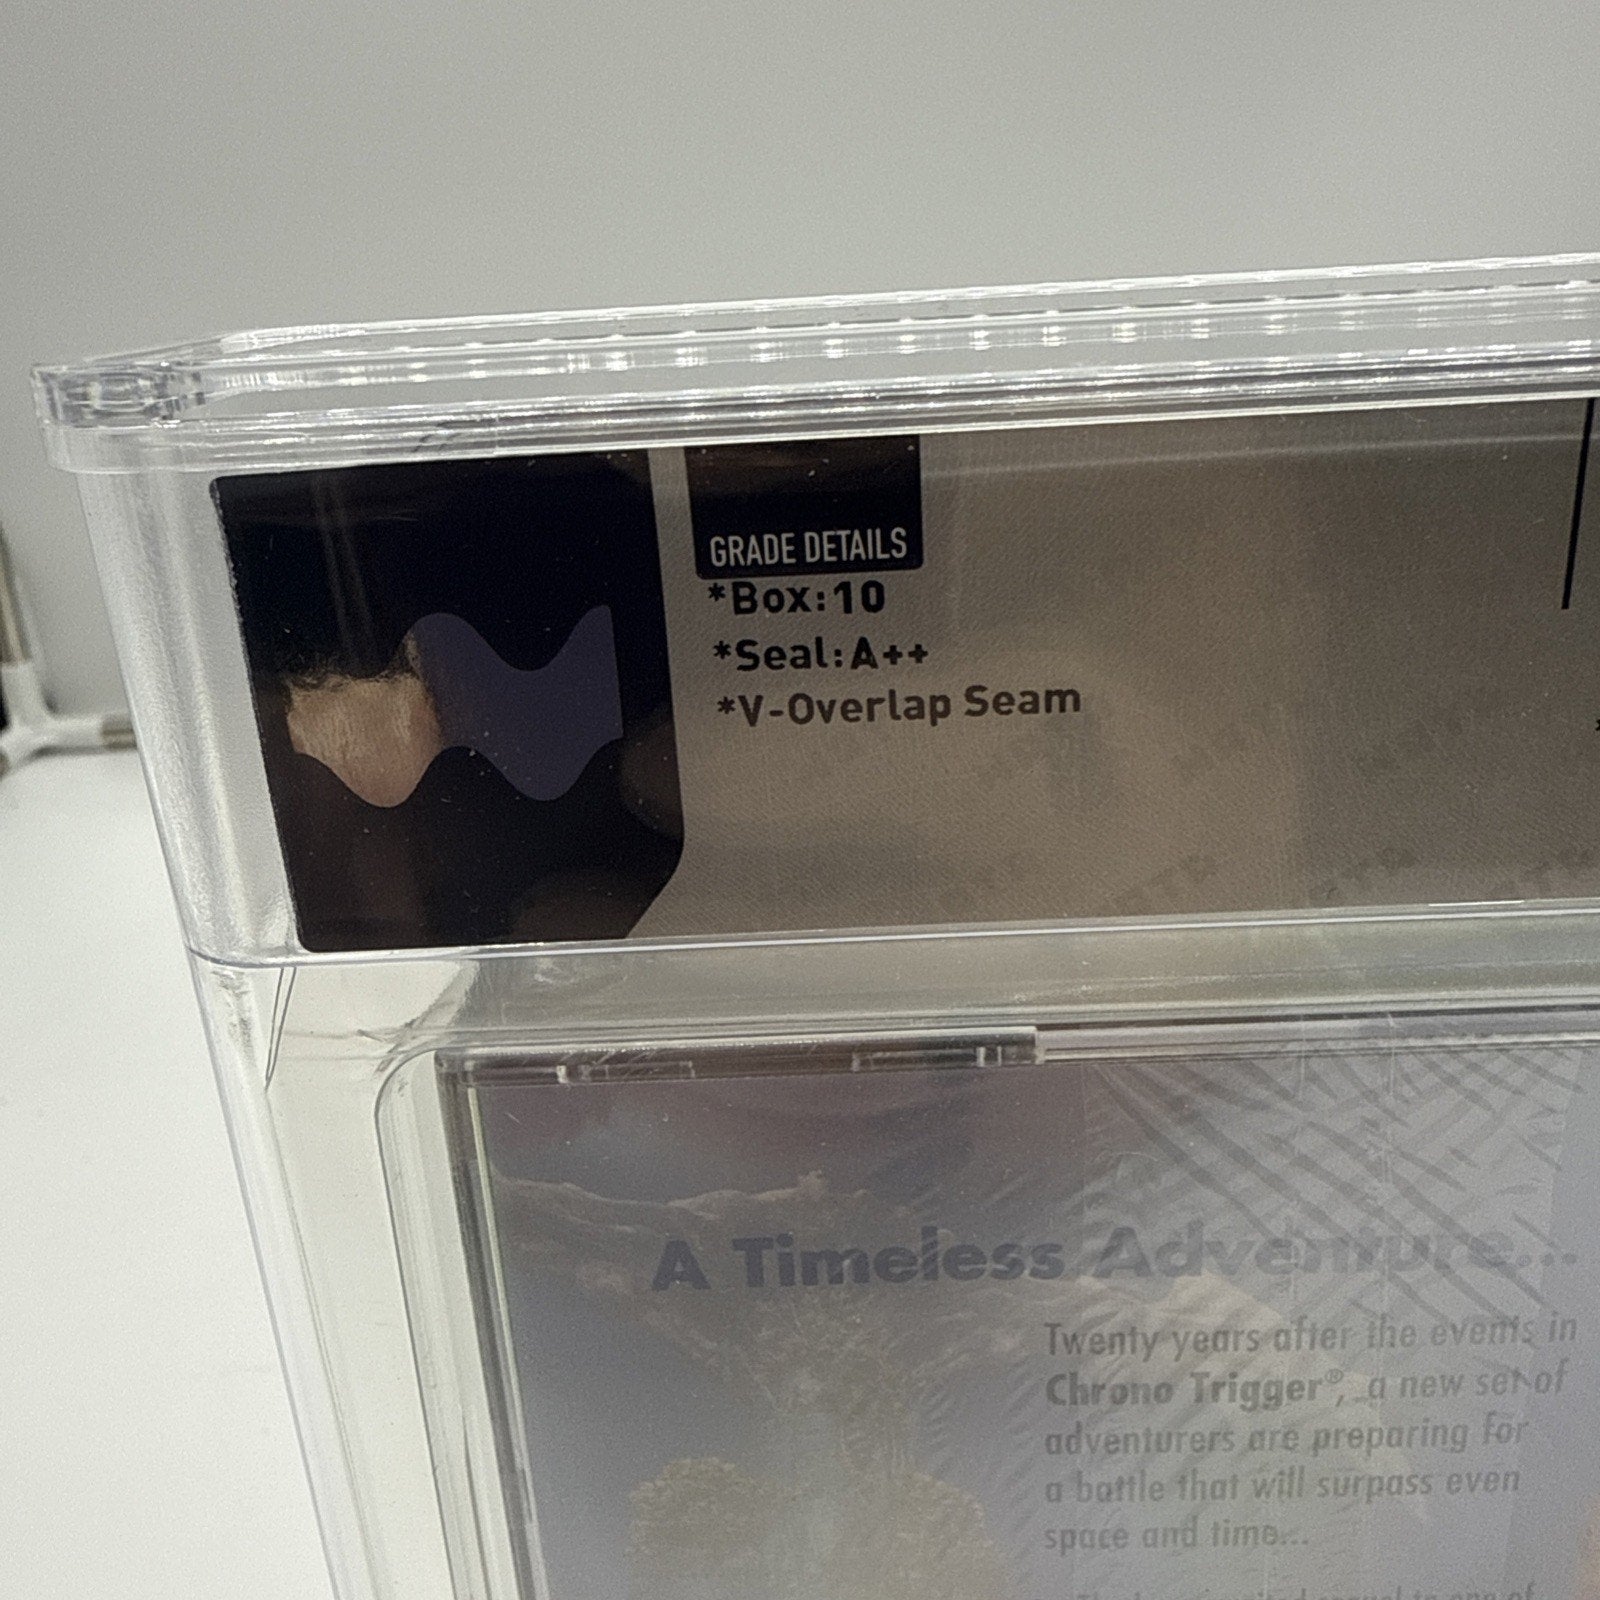 GRADE DETAILS
*Box:10
*Seal:A++
*V-Overlap Seam
A Timeless Adventure...
Twenty years after the events in
Chrono Trigger®, a new set of
adventurers are preparing for
a battle that will surpass even
space and time...